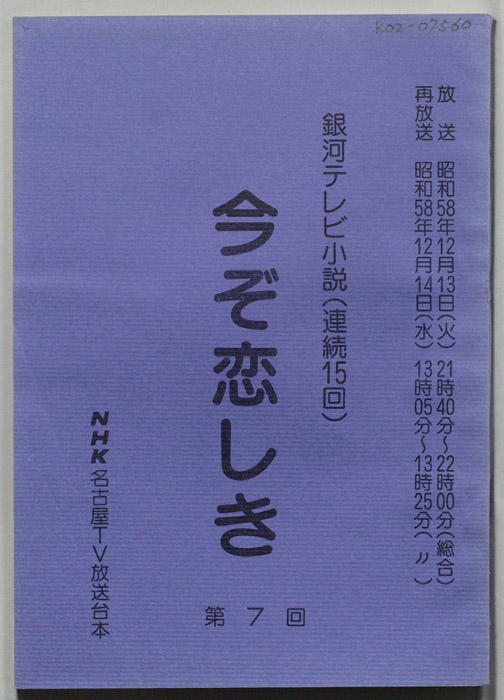 K02-07560
放送 昭和58年12月13日(火) 21時40分〜22時00分(総合)
再放送 昭和58年12月14日(水) 13時05分〜13時25分(〃)
銀河テレビ小説(連続15回)
今ぞ恋しき
第7回
NHK名古屋TV放送台本